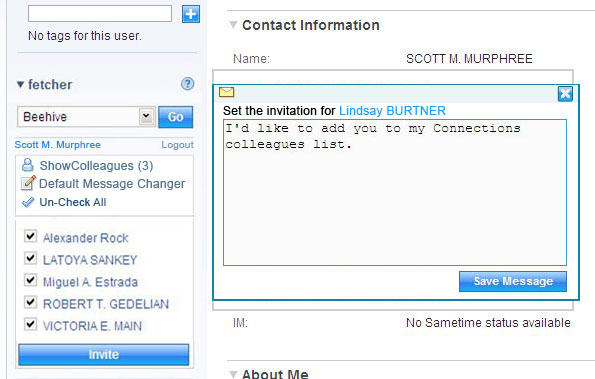 No tags for this user.
fetcher
?
Beehive
Go
Scott M. Murphree
Logout
ShowColleagues (3)
Default Message Changer
Un-Check All
Alexander Rock
LATOYA SANKEY
Miguel A. Estrada
ROBERT T. GEDELIAN
VICTORIA E. MAIN
Invite
Contact Information
Name: SCOTT M. MURPHREE
Set the invitation for Lindsay BURTNER
I'd like to add you to my Connections
colleagues list.
Save Message
IM: No Sametime status available
About Me